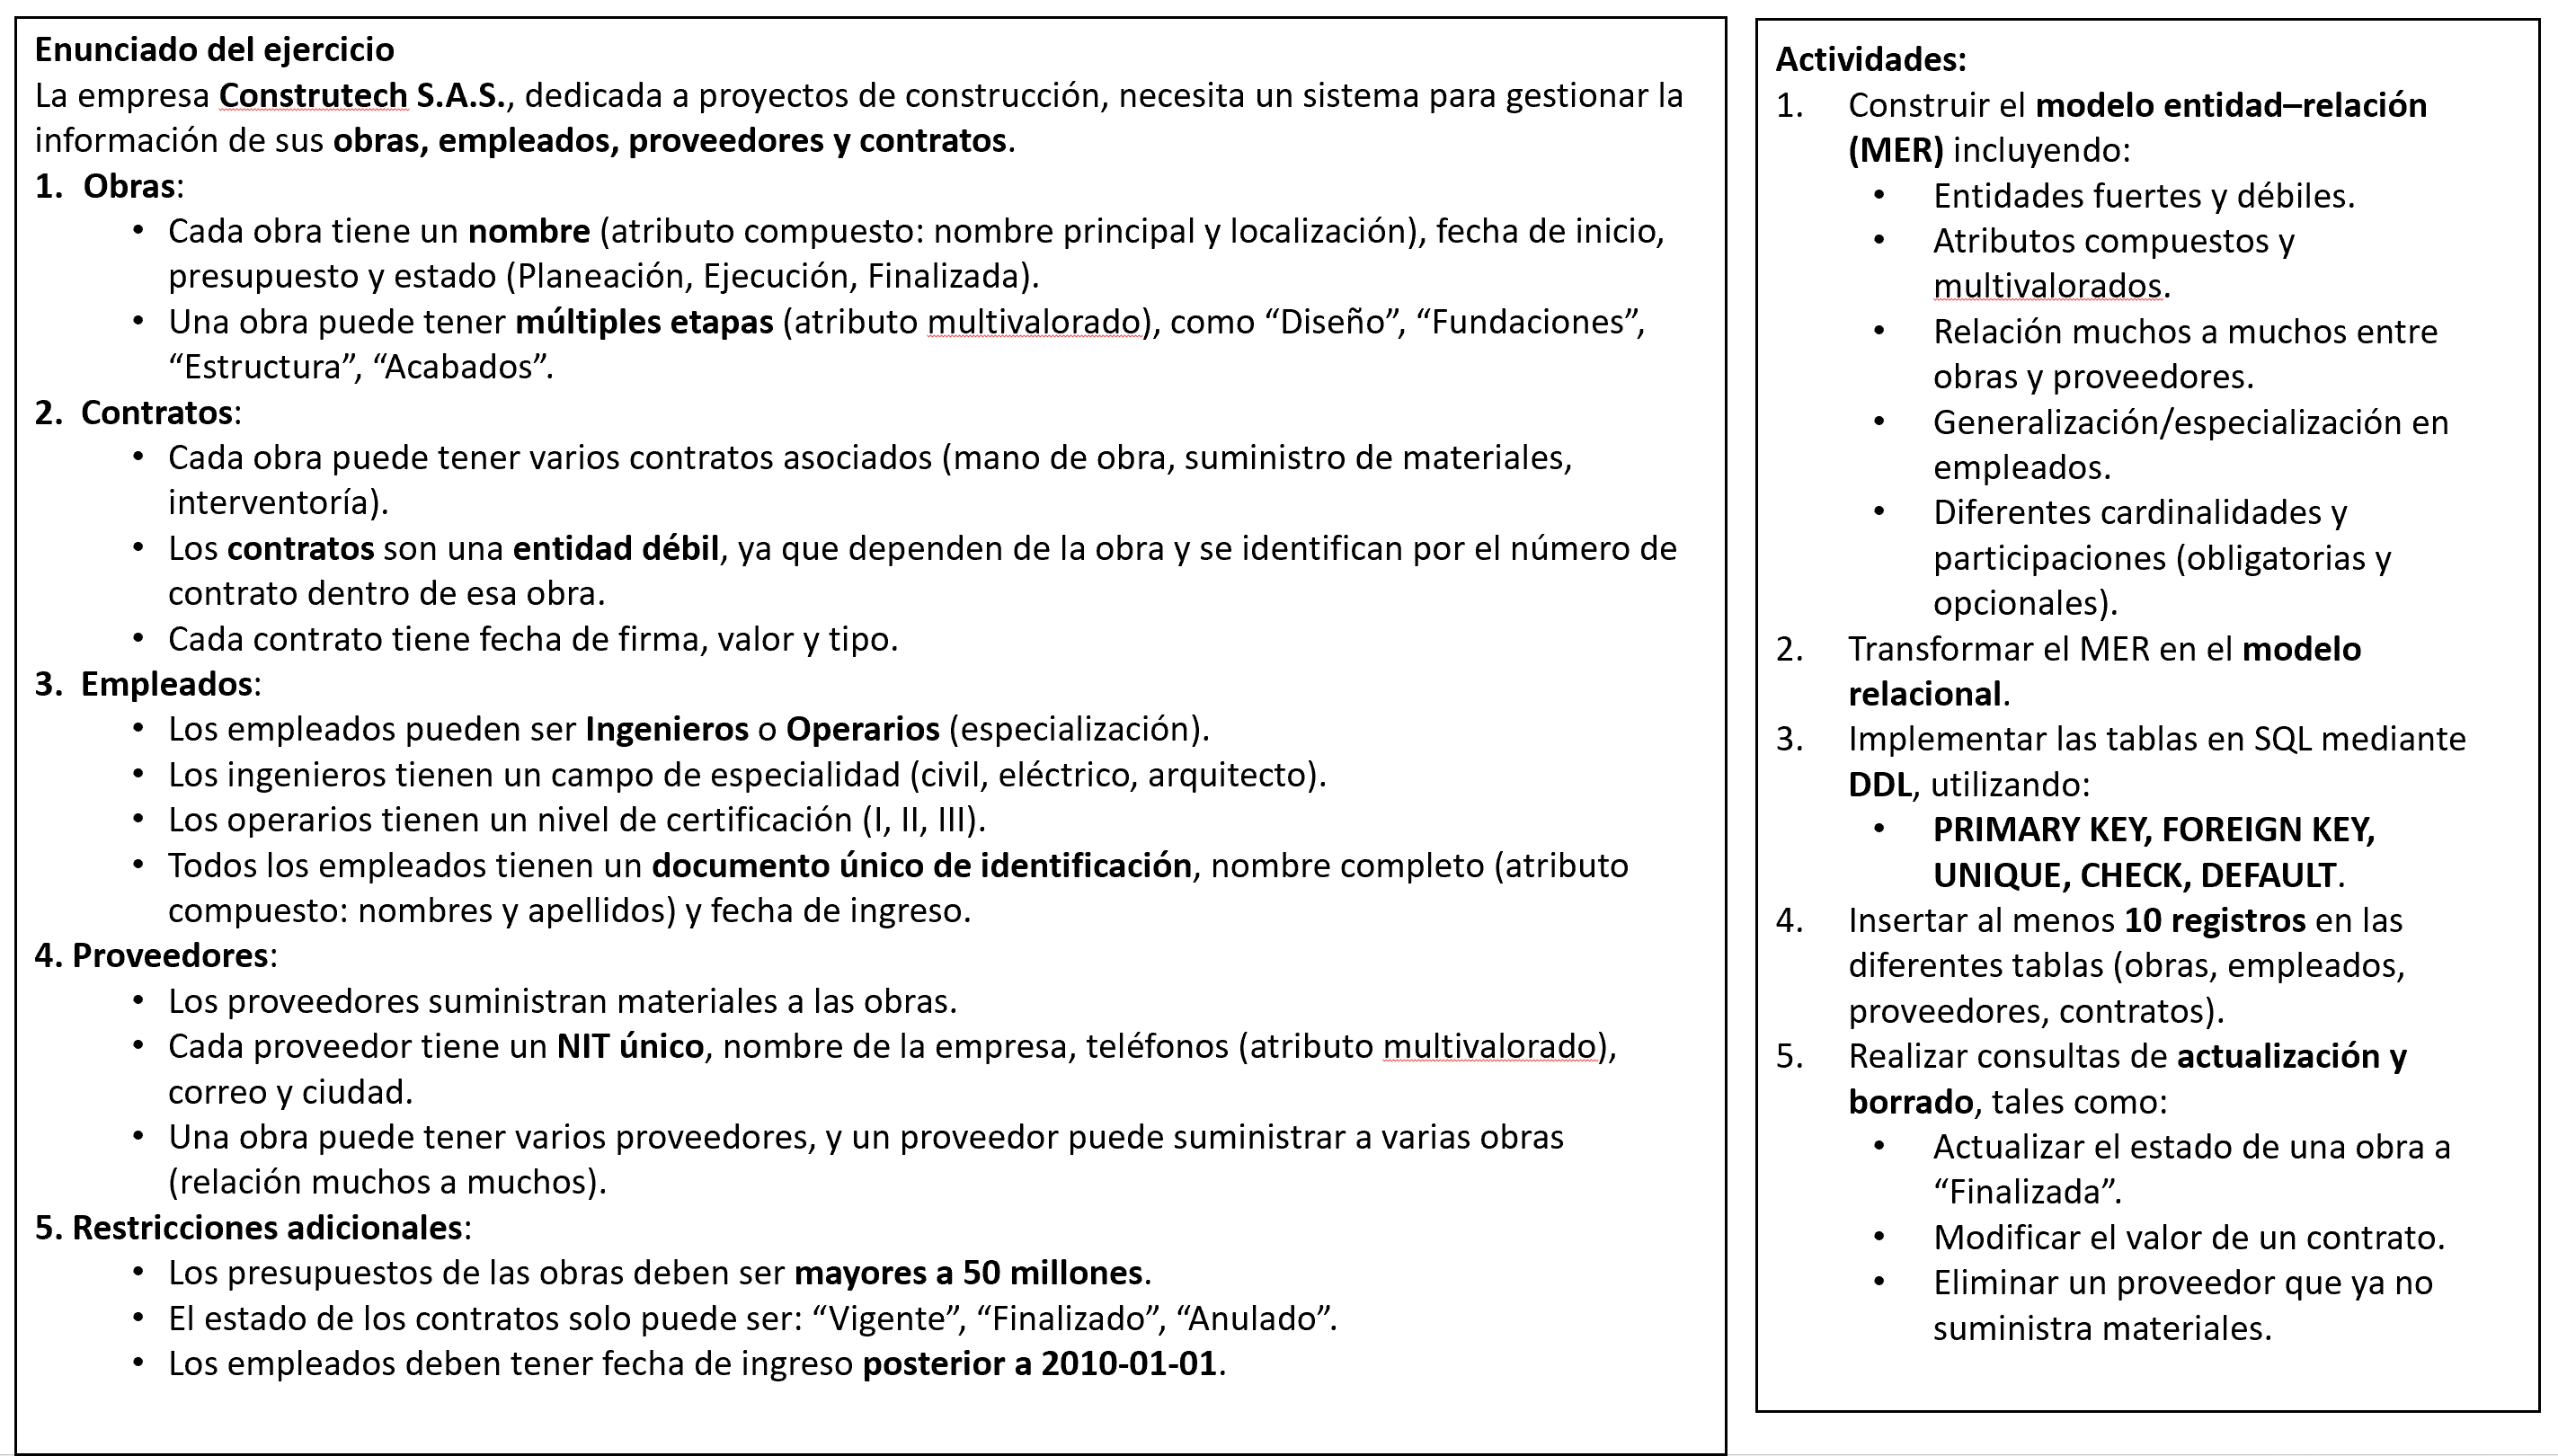 Enunciado del ejercicio
La empresa Construtech S.A.S., dedicada a proyectos de construcción, necesita un sistema para gestionar la
información de sus obras, empleados, proveedores y contratos.
1. Obras:
• Cada obra tiene un nombre (atributo compuesto: nombre principal y localización), fecha de inicio,
presupuesto y estado (Planeación, Ejecución, Finalizada).
• Una obra puede tener múltiples etapas (atributo multivalorado), como “Diseño”, “Fundaciones”,
“Estructura”, “Acabados”.
2. Contratos:
• Cada obra puede tener varios contratos asociados (mano de obra, suministro de materiales,
interventoría).
• Los contratos son una entidad débil, ya que dependen de la obra y se identifican por el número de
contrato dentro de esa obra.
• Cada contrato tiene fecha de firma, valor y tipo.
3. Empleados:
• Los empleados pueden ser Ingenieros o Operarios (especialización).
• Los ingenieros tienen un campo de especialidad (civil, eléctrico, arquitecto).
• Los operarios tienen un nivel de certificación (I, II, III).
• Todos los empleados tienen un documento único de identificación, nombre completo (atributo
compuesto: nombres y apellidos) y fecha de ingreso.
4. Proveedores:
• Los proveedores suministran materiales a las obras.
• Cada proveedor tiene un NIT único, nombre de la empresa, teléfonos (atributo multivalorado),
correo y ciudad.
• Una obra puede tener varios proveedores, y un proveedor puede suministrar a varias obras
(relación muchos a muchos).
5. Restricciones adicionales:
• Los presupuestos de las obras deben ser mayores a 50 millones.
• El estado de los contratos solo puede ser: “Vigente”, “Finalizado”, “Anulado”.
• Los empleados deben tener fecha de ingreso posterior a 2010-01-01.
Actividades:
1. Construir el modelo entidad–relación
(MER) incluyendo:
• Entidades fuertes y débiles.
• Atributos compuestos y
multivalorados.
• Relación muchos a muchos entre
obras y proveedores.
• Generalización/especialización en
empleados.
• Diferentes cardinalidades y
participaciones (obligatorias y
opcionales).
2. Transformar el MER en el modelo
relacional.
3. Implementar las tablas en SQL mediante
DDL, utilizando:
• PRIMARY KEY, FOREIGN KEY,
UNIQUE, CHECK, DEFAULT.
4. Insertar al menos 10 registros en las
diferentes tablas (obras, empleados,
proveedores, contratos).
5. Realizar consultas de actualización y
borrado, tales como:
• Actualizar el estado de una obra a
“Finalizada”.
• Modificar el valor de un contrato.
• Eliminar un proveedor que ya no
suministra materiales.